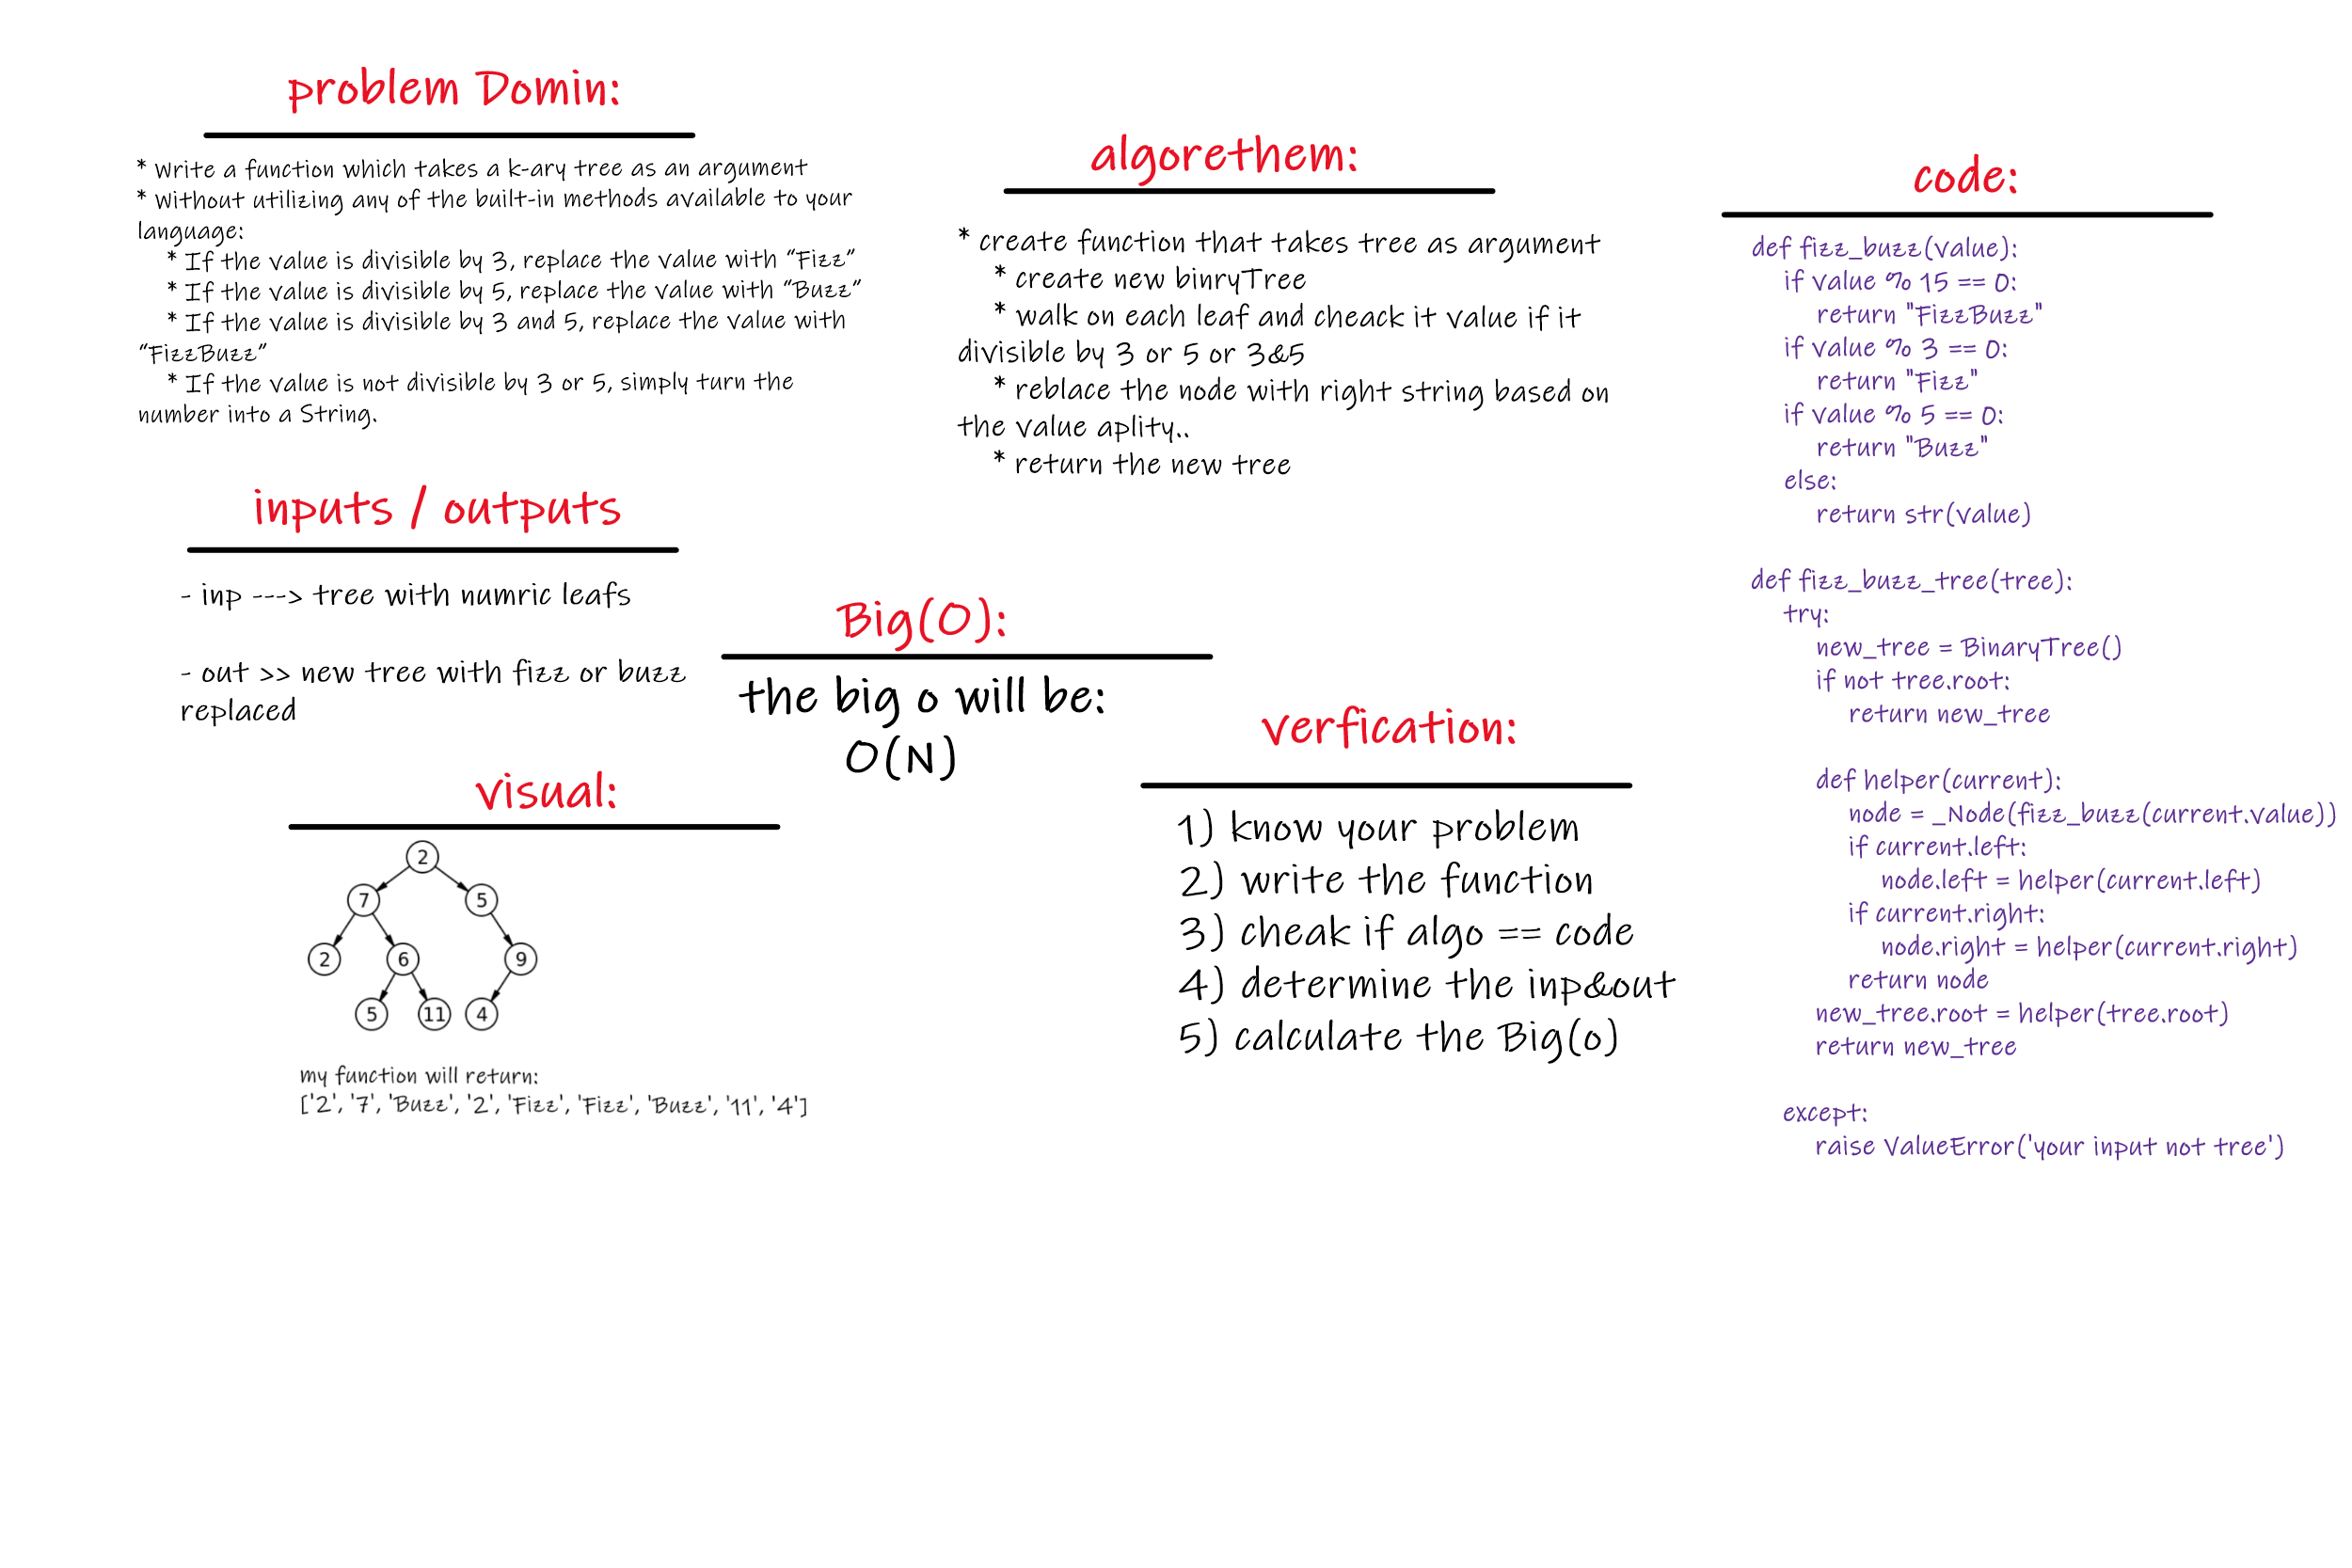 problem Domin:
* Write a function which takes a k-ary tree as an argument
* Without utilizing any of the built-in methods available to your
language:
* If the value is divisible by 3, replace the value with “Fizz”
* If the value is divisible by 5, replace the value with “Buzz”
* If the value is divisible by 3 and 5, replace the value with
“FizzBuzz”
* If the value is not divisible by 3 or 5, simply turn the
number into a String.
inputs / outputs
- inp ---> tree with numric leafs
- out >> new tree with fizz or buzz
replaced
visual:
2
7 5
2 6 9
5 11 4
my function will return:
['2', '7', 'Buzz', '2', 'Fizz', 'Fizz', 'Buzz', '11', '4']
algorethem:
* create function that takes tree as argument
* create new binryTree
* walk on each leaf and cheack it value if it
divisible by 3 or 5 or 3&5
* reblace the node with right string based on
the value aplity..
* return the new tree
Big(O):
the big o will be:
O(N)
verfication:
1) know your problem
2) write the function
3) cheak if algo == code
4) determine the inp&out
5) calculate the Big(o)
code:
def fizz_buzz(value):
if value % 15 == 0:
return "FizzBuzz"
if value % 3 == 0:
return "Fizz"
if value % 5 == 0:
return "Buzz"
else:
return str(value)
def fizz_buzz_tree(tree):
try:
new_tree = BinaryTree()
if not tree.root:
return new_tree
def helper(current):
node = _Node(fizz_buzz(current.value))
if current.left:
node.left = helper(current.left)
if current.right:
node.right = helper(current.right)
return node
new_tree.root = helper(tree.root)
return new_tree
except:
raise ValueError('your input not tree')